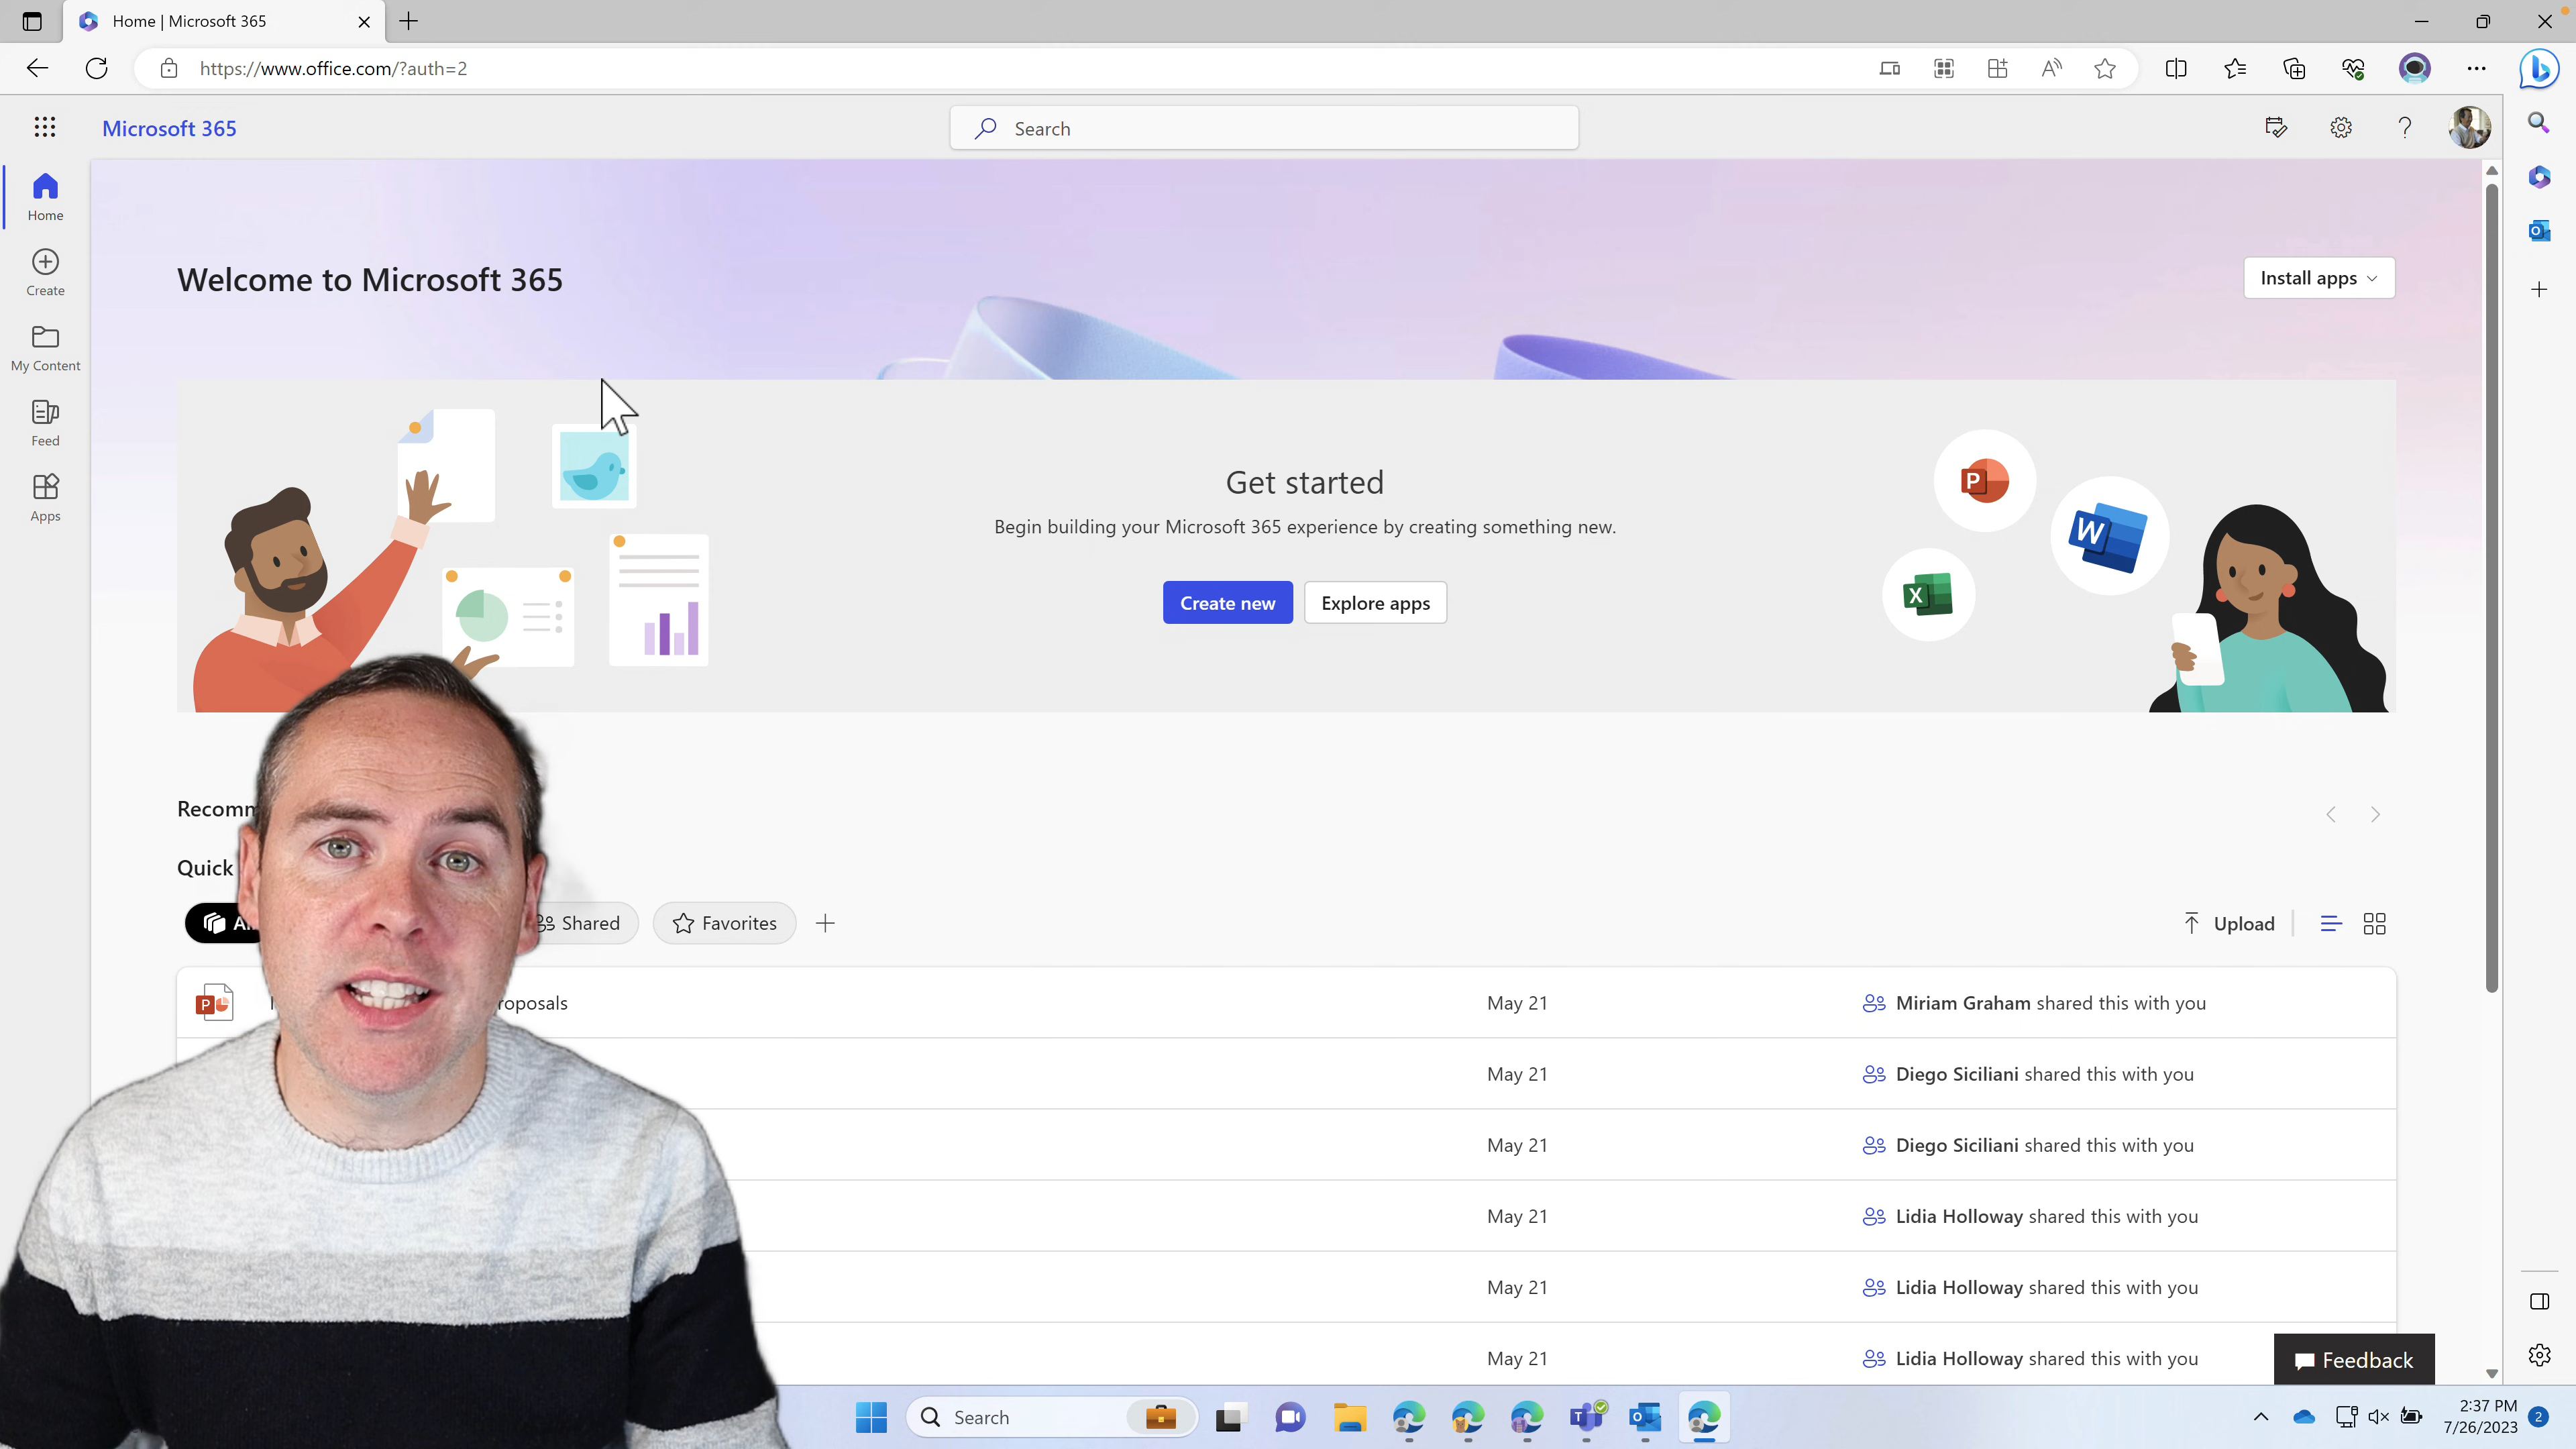 Home | Microsoft 365
https://www.office.com/?auth=2
Microsoft 365
Search
Home
Create
My Content
Feed
Apps
Welcome to Microsoft 365
Install apps
Get started
Begin building your Microsoft 365 experience by creating something new.
Create new
Explore apps
P
W
X
Quick
Shared
Favorites
Upload
May 21
Miriam Graham shared this with you
May 21
Diego Siciliani shared this with you
May 21
Diego Siciliani shared this with you
May 21
Lidia Holloway shared this with you
May 21
Lidia Holloway shared this with you
May 21
Lidia Holloway shared this with you
Feedback
Search
2:37 PM
7/26/2023
2